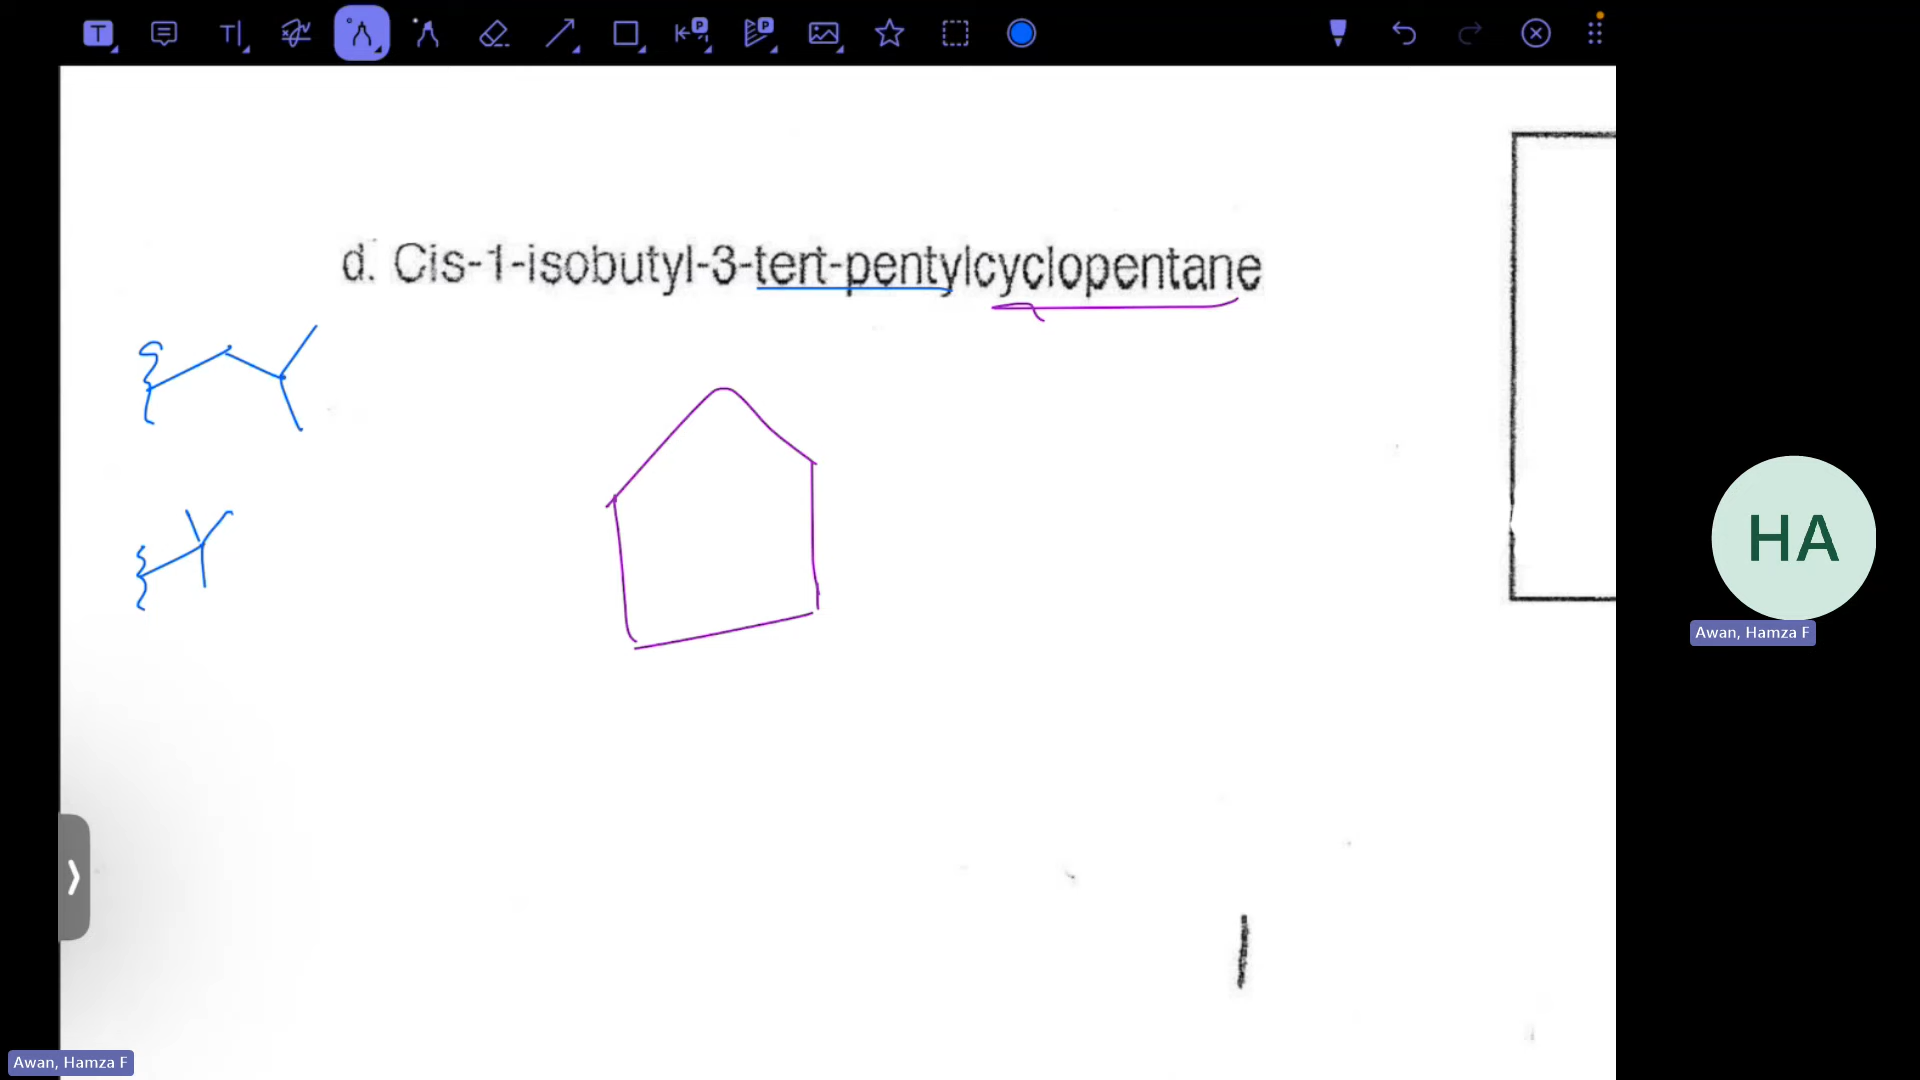 T T P P
d. Cis-1-isobutyl-3-tert-pentylcyclopentane
HA
Awan, Hamza F
Awan, Hamza F